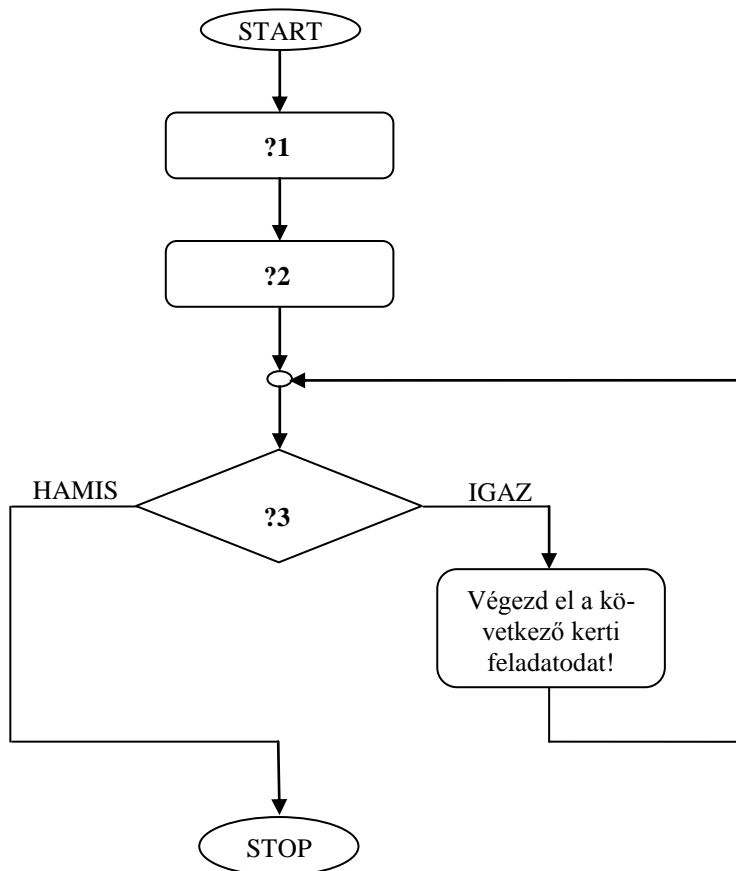 START
?1
?2
HAMIS
IGAZ
?3
Végezd el a kö-
vetkező kerti
feladatodat!
STOP